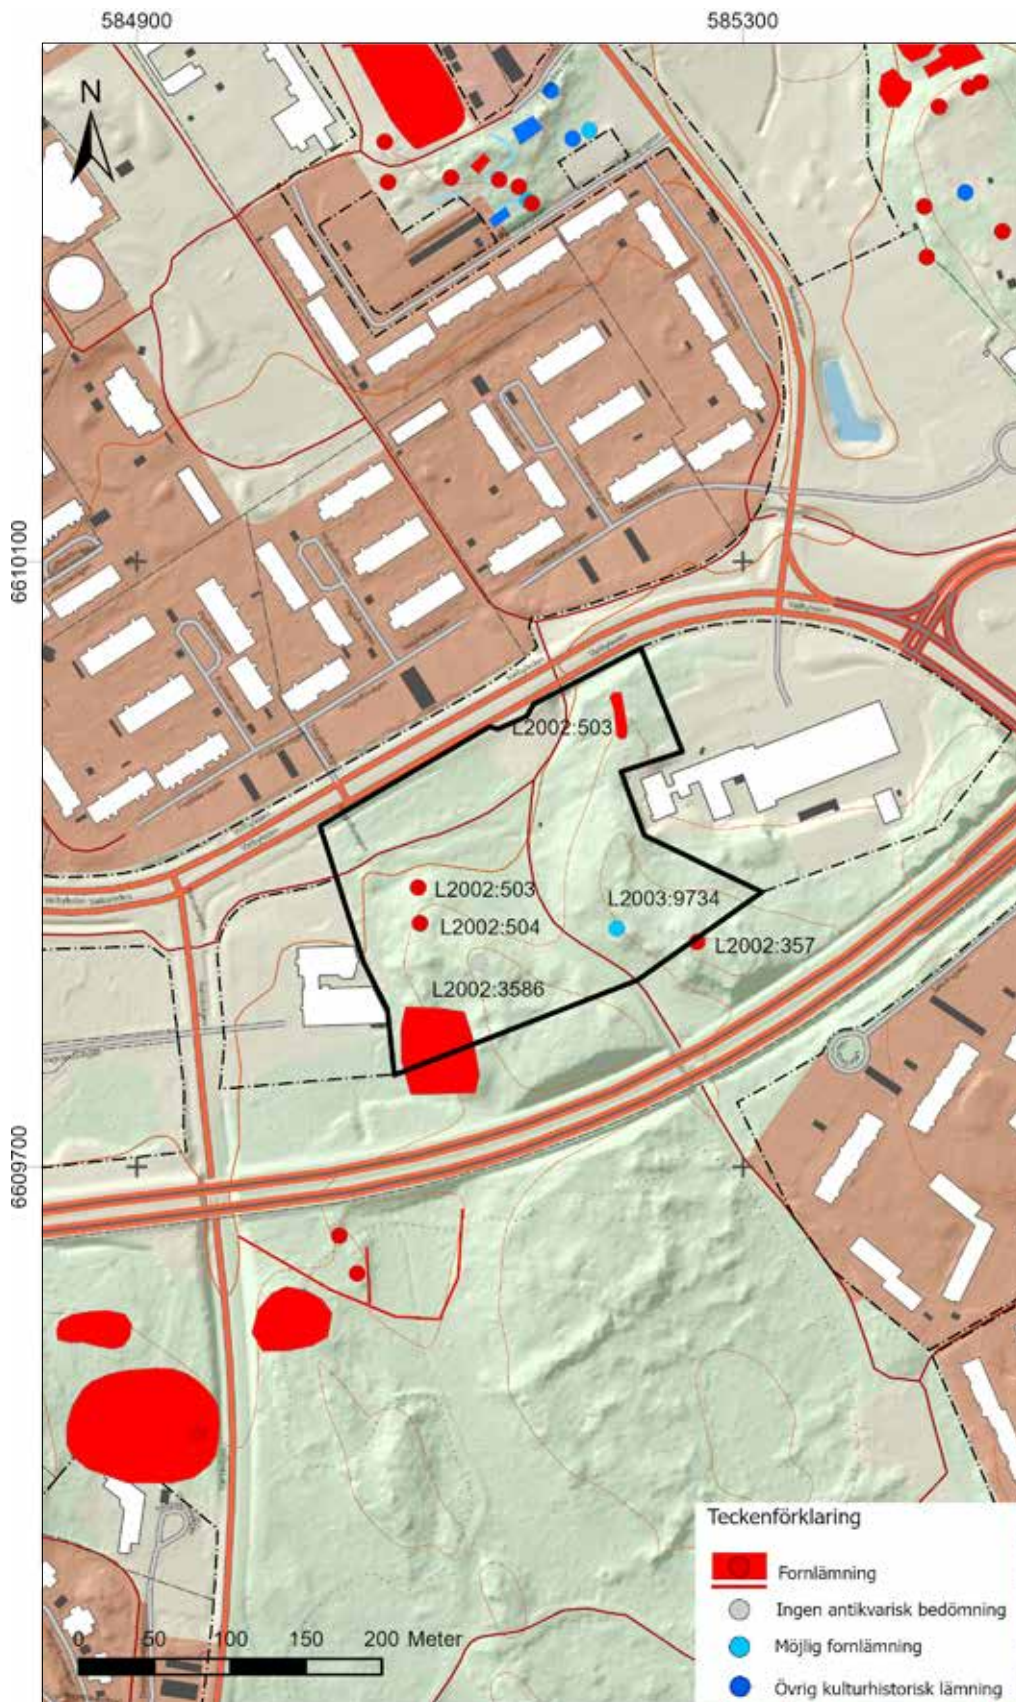 584900
585300
N
6610100
L2002:503
L2002:503
L2003:9734
L2002:504
L2002:357
L2002:3586
6609700
Teckenförklaring
Fornlämning
Ingen antikvarisk bedömning
Möjlig fornlämning
Övrig kulturhistorisk lämning
0 50 100 150 200 Meter